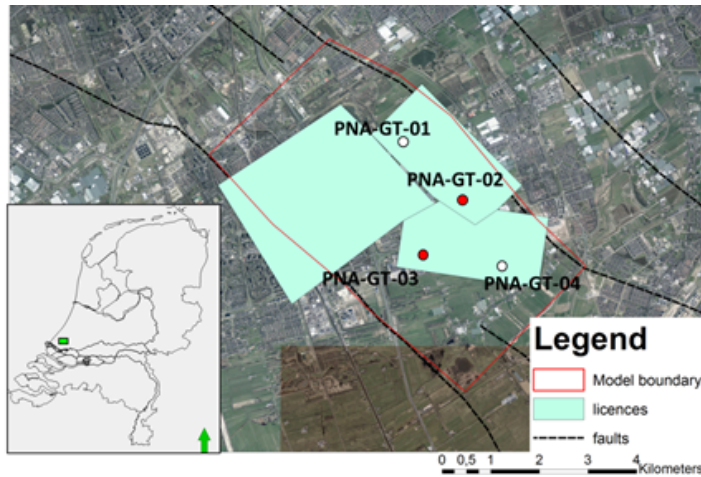 PNA-GT-01
PNA-GT-02
PNA-GT-03
PNA-GT-04
Legend
Model boundary
licences
faults
0 0,5 1 2 3 4
Kilometers